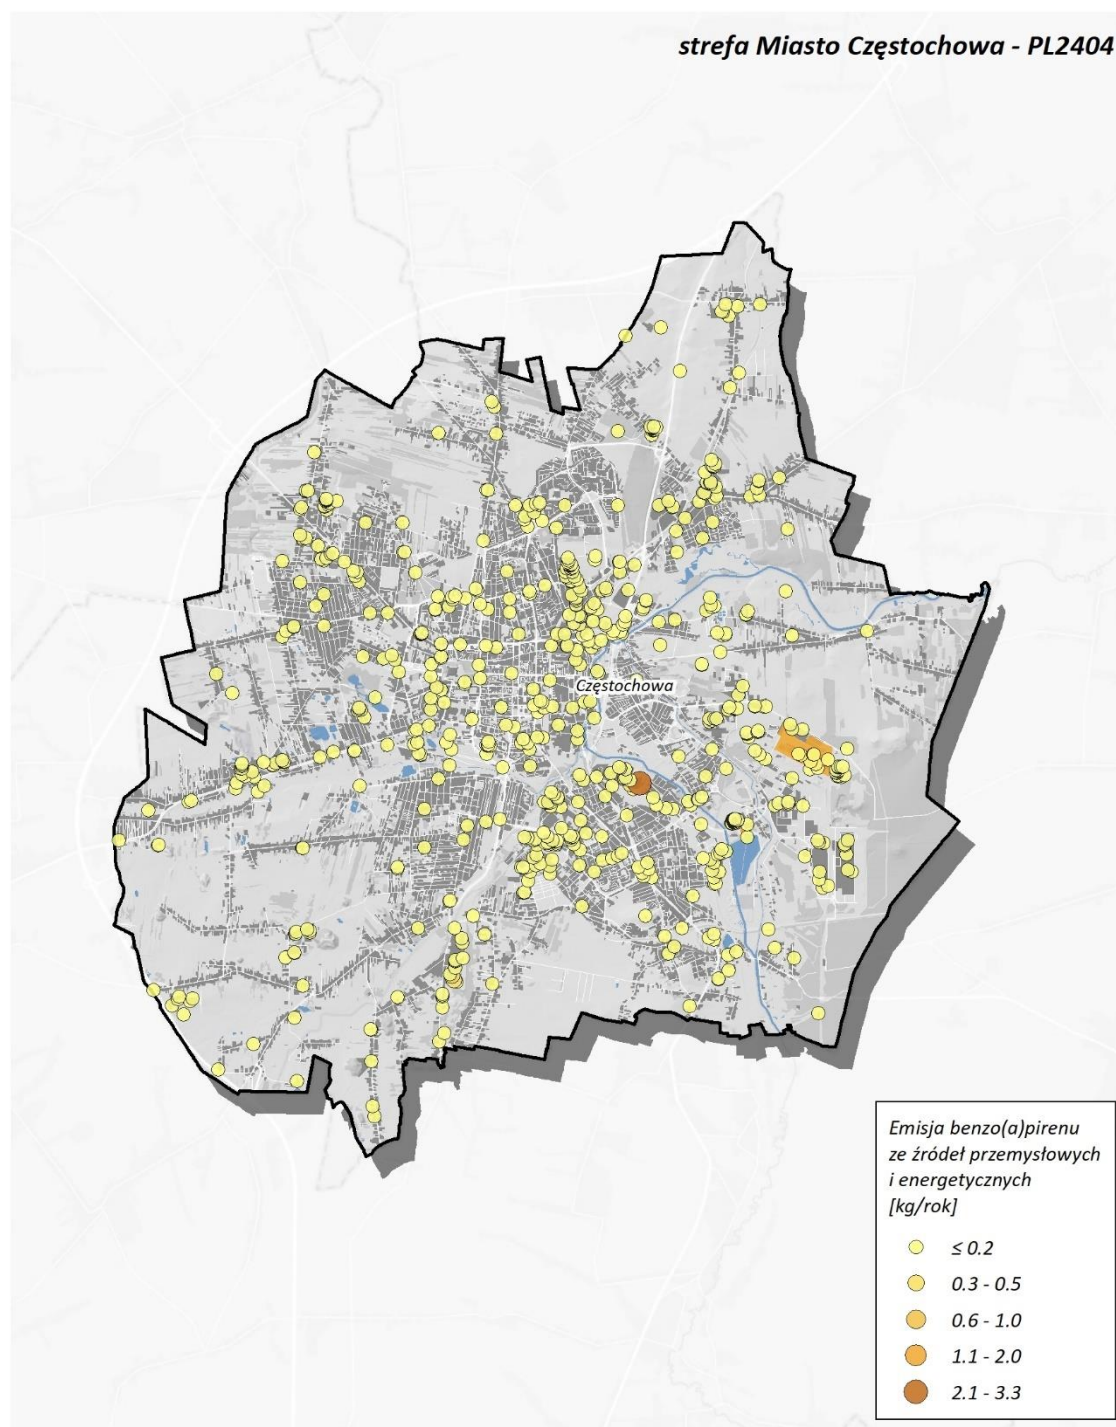 strefa Miasto Częstochowa - PL2404
Częstochowa
Emisja benzo(a)pirenu
ze źródeł przemysłowych
i energetycznych
[kg/rok]
≤ 0.2
0.3 - 0.5
0.6 - 1.0
1.1 - 2.0
2.1 - 3.3